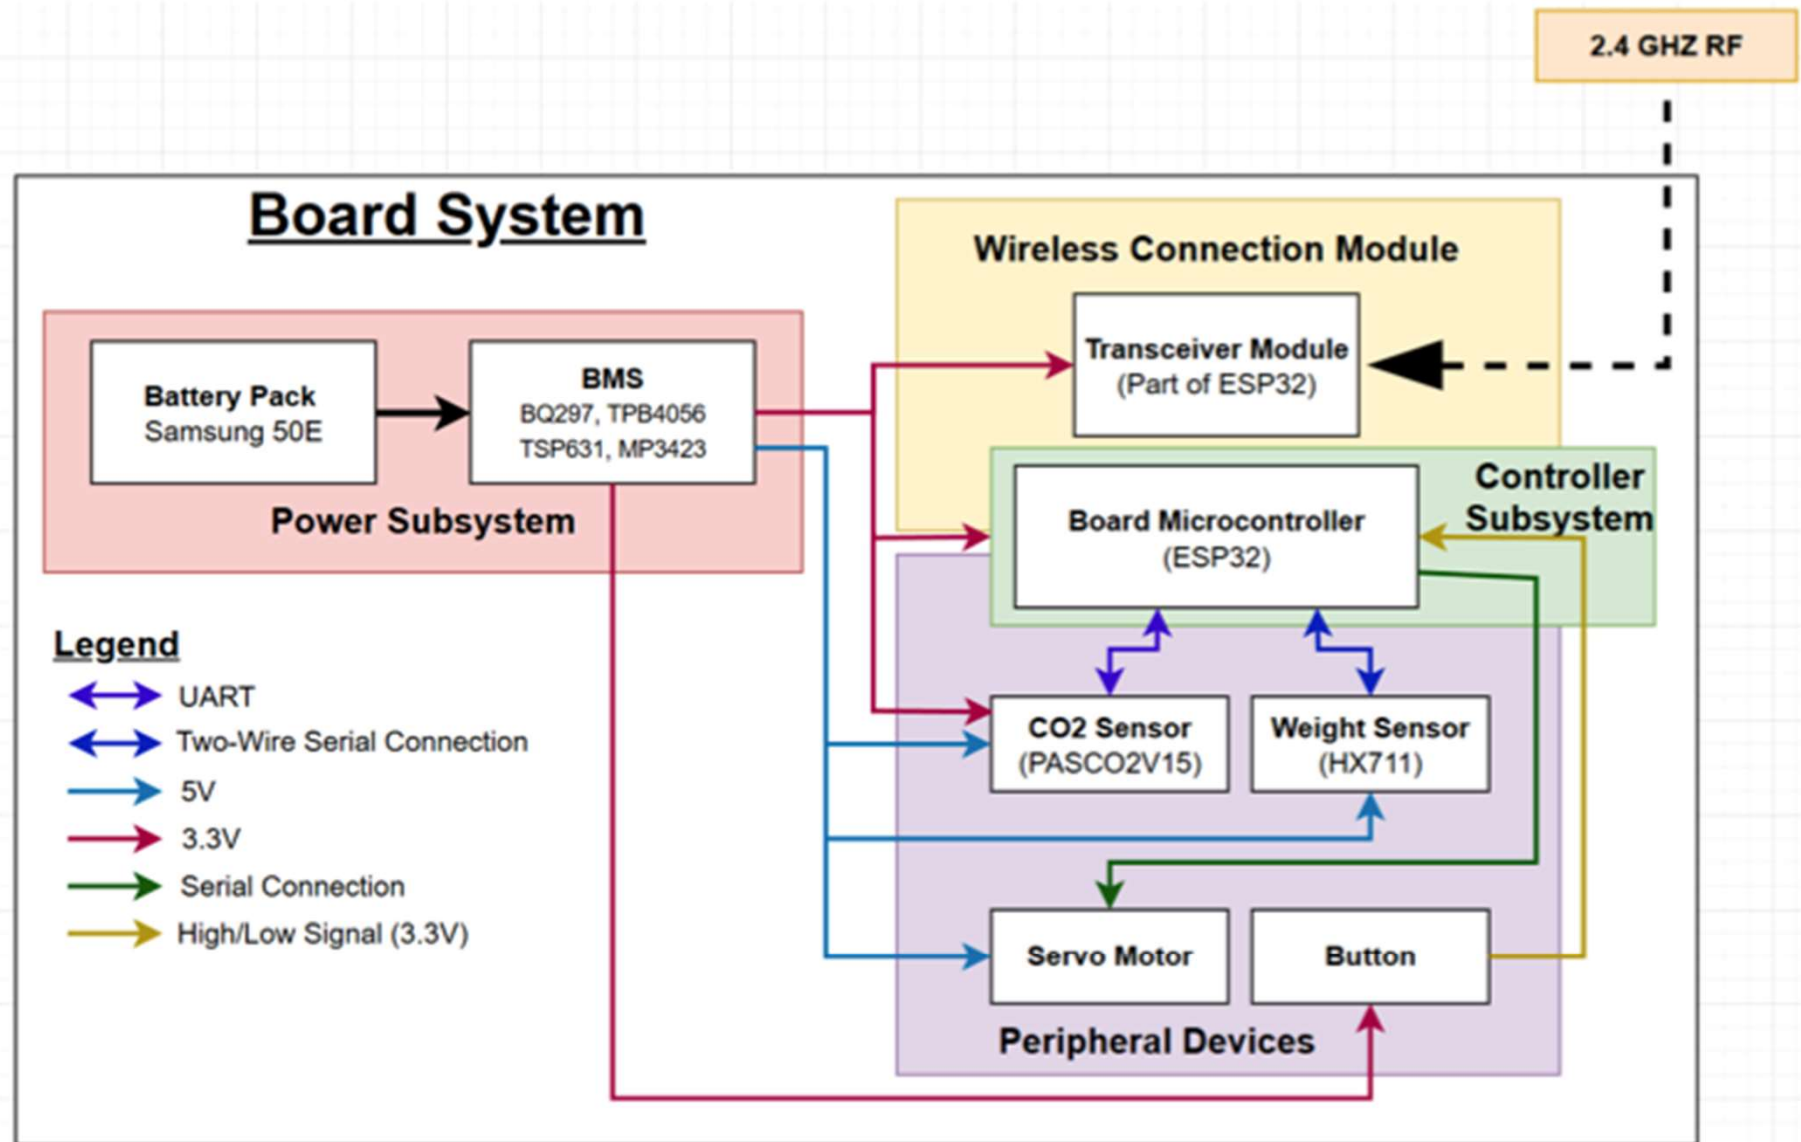 2.4 GHZ RF
Board System
Wireless Connection Module
Transceiver Module
(Part of ESP32)
Battery Pack
Samsung 50E
BMS
BQ297, TPB4056
TSP631, MP3423
Power Subsystem
Controller
Subsystem
Board Microcontroller
(ESP32)
Legend
UART
Two-Wire Serial Connection
5V
3.3V
Serial Connection
High/Low Signal (3.3V)
CO2 Sensor
(PASCO2V15)
Weight Sensor
(HX711)
Servo Motor
Button
Peripheral Devices